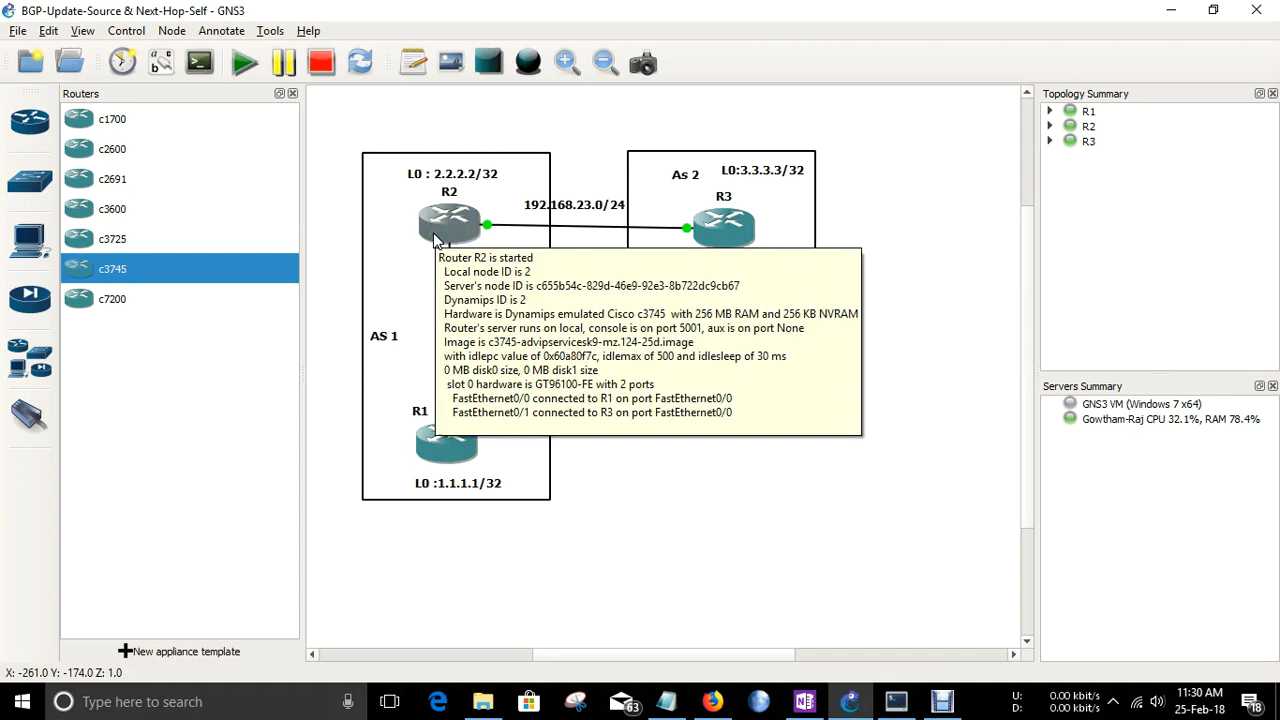 BGP-Update-Source & Next-Hop-Self - GNS3
File Edit View Control Node Annotate Tools Help
Routers
c1700
c2600
c2691
c3600
c3725
c3745
c7200
New appliance template
X: -261.0 Y: -174.0 Z: 1.0
L0 : 2.2.2.2/32
R2
192.168.23.0/24
As 2
L0:3.3.3.3/32
R3
AS 1
R1
L0 :1.1.1.1/32
Router R2 is started
Local node ID is 2
Server's node ID is c655b54c-829d-46e9-92e3-8b722dc9cb67
Dynamips ID is 2
Hardware is Dynamips emulated Cisco c3745 with 256 MB RAM and 256 KB NVRAM
Router's server runs on local, console is on port 5001, aux is on port None
Image is c3745-advipservicesk9-mz.124-25d.image
with idlepc value of 0x60a80f7c, idlemax of 500 and idlesleep of 30 ms
0 MB disk0 size, 0 MB disk1 size
slot 0 hardware is GT96100-FE with 2 ports
FastEthernet0/0 connected to R1 on port FastEthernet0/0
FastEthernet0/1 connected to R3 on port FastEthernet0/0
Topology Summary
R1
R2
R3
Servers Summary
GNS3 VM (Windows 7 x64)
Gowtham-Raj CPU 32.1%, RAM 78.4%
Type here to search
63
U: 0.00 kbit/s
D: 0.00 kbit/s
11:30 AM
25-Feb-18
18